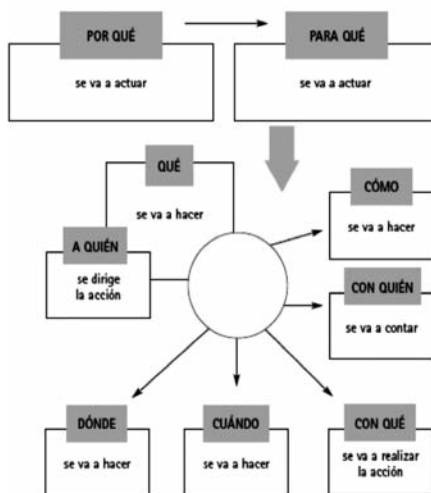 POR QUÉ
se va a actuar
PARA QUÉ
se va a actuar
QUÉ
se va a hacer
A QUIÉN
se dirige
la acción
CÓMO
se va a hacer
CON QUIÉN
se va a contar
DÓNDE
se va a hacer
CUÁNDO
se va a hacer
CON QUÉ
se va a realizar
la acción